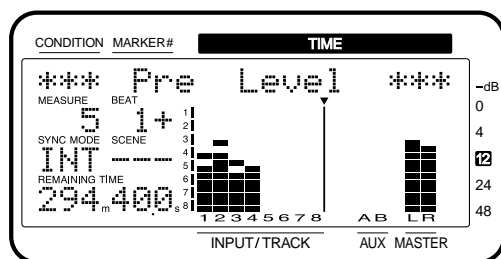 CONDITION MARKER# TIME
*** Pre Level ***
MEASURE BEAT
5 1+
SYNC MODE SCENE
INT ---
REMAINING TIME
294m40.0s
1
2
3
4
5
6
7
8
1 2 3 4 5 6 7 8 A B L R
INPUT/TRACK AUX MASTER
–dB
0
4
12
24
48